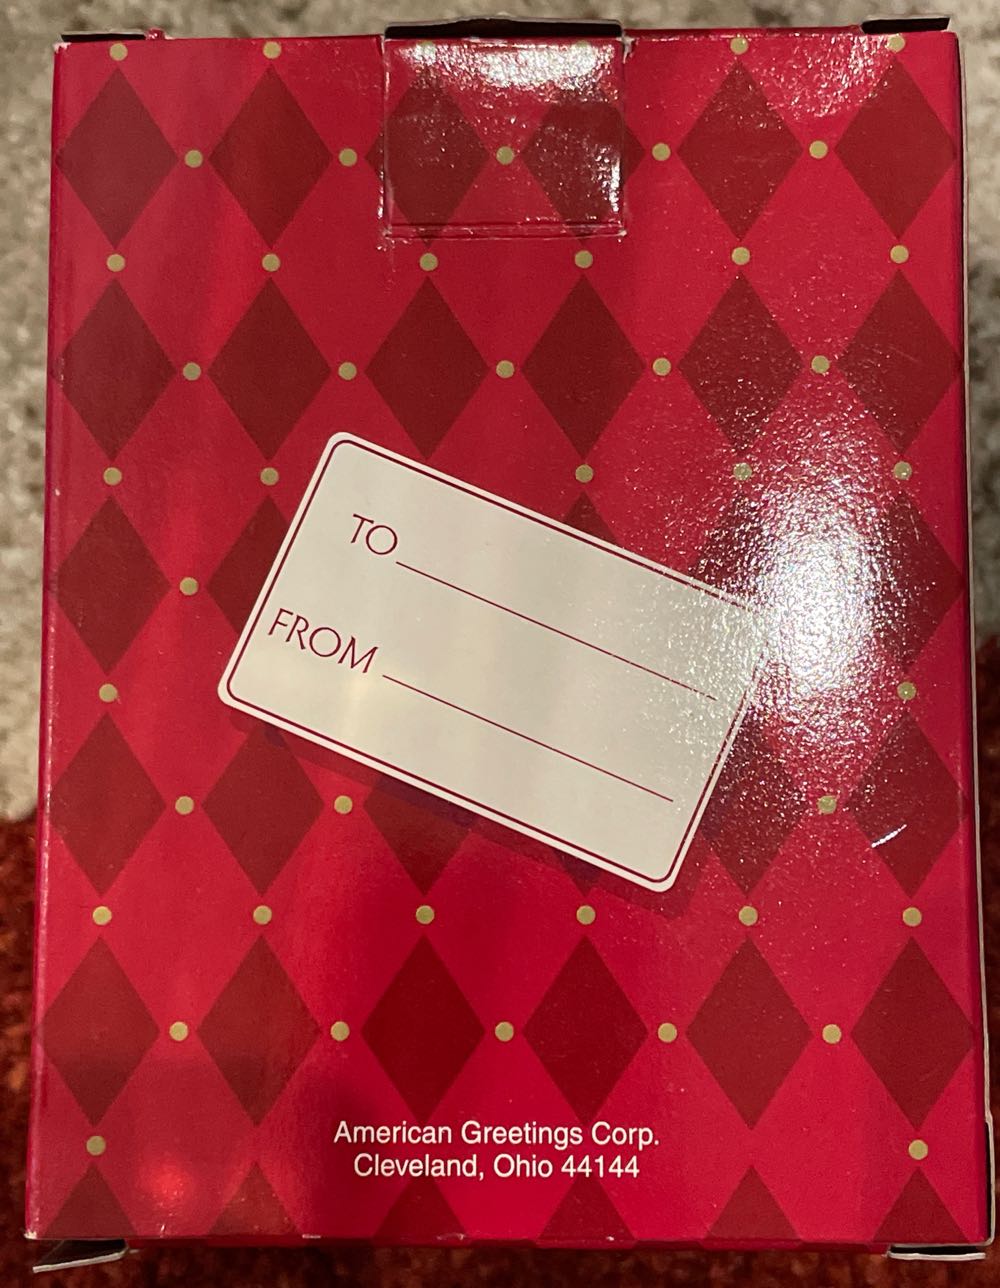 TO
FROM
American Greetings Corp.
Cleveland, Ohio 44144